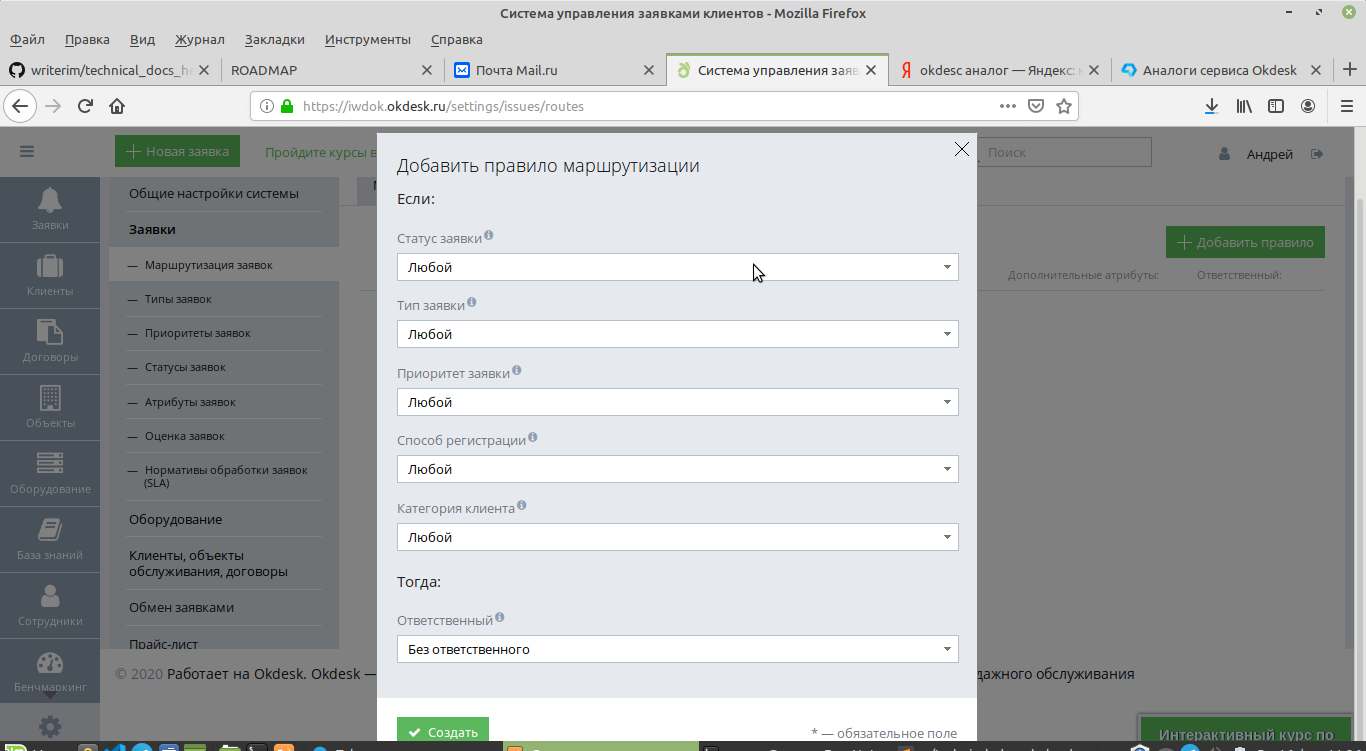 Система управления заявками клиентов - Mozilla Firefox
Файл Правка Вид Журнал Закладки Инструменты Справка
writerim/technical_docs_he ROADMAP Почта Mail.ru Система управления заяв okdesc аналог — Яндекс: Аналоги сервиса Okdesk
https://iwdok.okdesk.ru/settings/issues/routes
Новая заявка Пройдите курсы в Поиск Андрей
Заявки
Клиенты
Договоры
Объекты
Оборудование
База знаний
Сотрудники
Бенчмаркинг
Общие настройки системы
Заявки
— Маршрутизация заявок
— Типы заявок
— Приоритеты заявок
— Статусы заявок
— Атрибуты заявок
— Оценка заявок
— Нормативы обработки заявок
(SLA)
Оборудование
Клиенты, объекты
обслуживания, договоры
Обмен заявками
Прайс-лист
Добавить правило
Дополнительные атрибуты: Ответственный:
Добавить правило маршрутизации
Если:
Статус заявки
Любой
Тип заявки
Любой
Приоритет заявки
Любой
Способ регистрации
Любой
Категория клиента
Любой
Тогда:
Ответственный
Без ответственного
Создать
* — обязательное поле
© 2020 Работает на Okdesk. Okdesk — дажного обслуживания
Интерактивный курс по